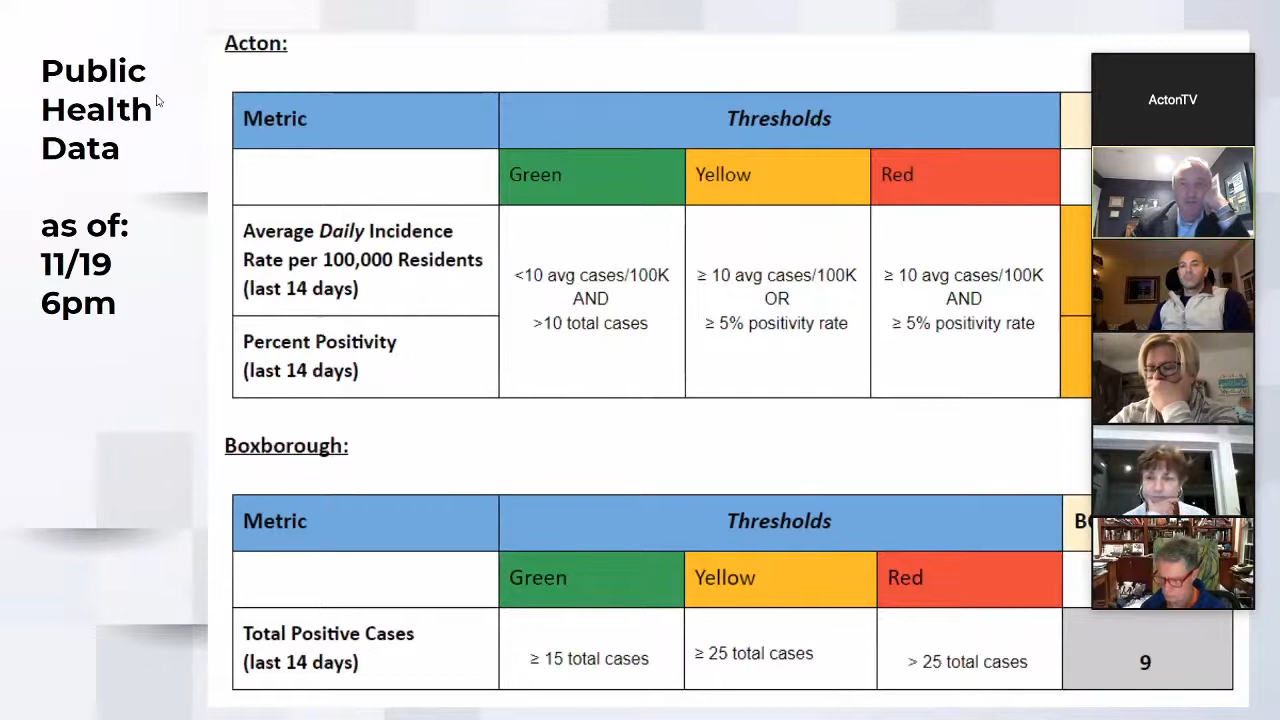 Public
Health
Data
as of:
11/19
6pm
Acton:
Metric
Thresholds
Green
Yellow
Red
Average Daily Incidence
Rate per 100,000 Residents
(last 14 days)
<10 avg cases/100K
AND
>10 total cases
≥ 10 avg cases/100K
OR
≥ 5% positivity rate
≥ 10 avg cases/100K
AND
≥ 5% positivity rate
Percent Positivity
(last 14 days)
Boxborough:
Metric
Thresholds
Green
Yellow
Red
Total Positive Cases
(last 14 days)
≥ 15 total cases
≥ 25 total cases
> 25 total cases
9
ActonTV